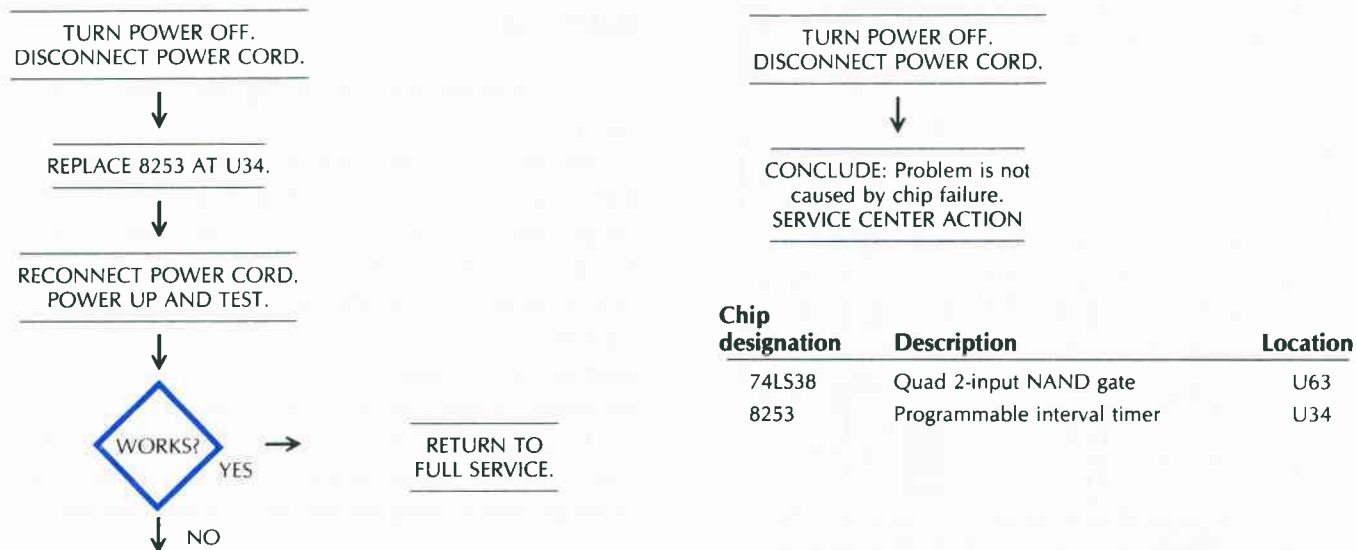 TURN POWER OFF.
DISCONNECT POWER CORD.
REPLACE 8253 AT U34.
RECONNECT POWER CORD.
POWER UP AND TEST.
WORKS?
YES
RETURN TO
FULL SERVICE.
NO
TURN POWER OFF.
DISCONNECT POWER CORD.
CONCLUDE: Problem is not
caused by chip failure.
SERVICE CENTER ACTION
Chip
designation Description Location
74LS38 Quad 2-input NAND gate U63
8253 Programmable interval timer U34